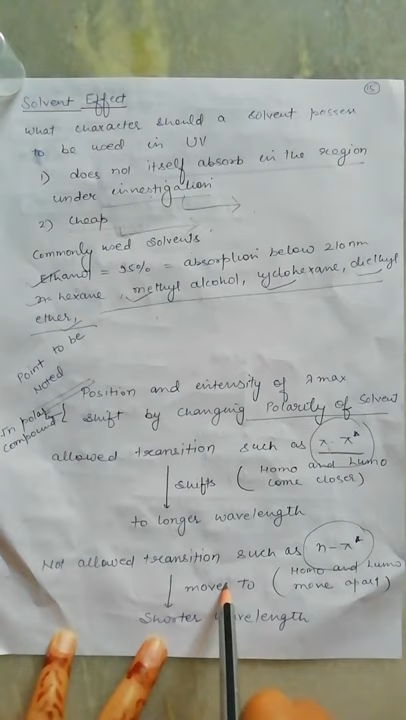 15
Solvent Effect
What character should a solvent possess
to be used in UV
1) does not itself absorb in the region
under investigation
2) Cheap
Commonly used solvents
Ethanol = 95% = absorption below 210nm
n-hexane, methyl alcohol, cyclohexane, diethyl
ether,
Point to be
Noted
In polar
compound
Position and intensity of λ max
shift by changing Polarity of Solvent
allowed transition such as π-π*
shifts (Homo and Lumo
come closer)
to longer wavelength
Not allowed transition such as n-π*
moves to (Homo and Lumo
move apart)
Shorter wavelength